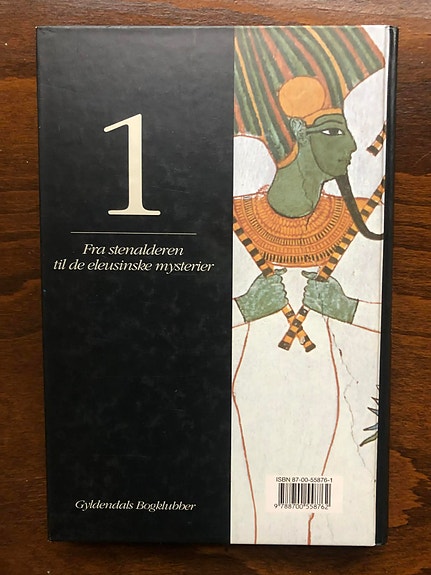 1
Fra stenalderen
til de eleusinske mysterier
Gyldendals Bogklubber
ISBN 87-00-55876-1
9 788700 558762